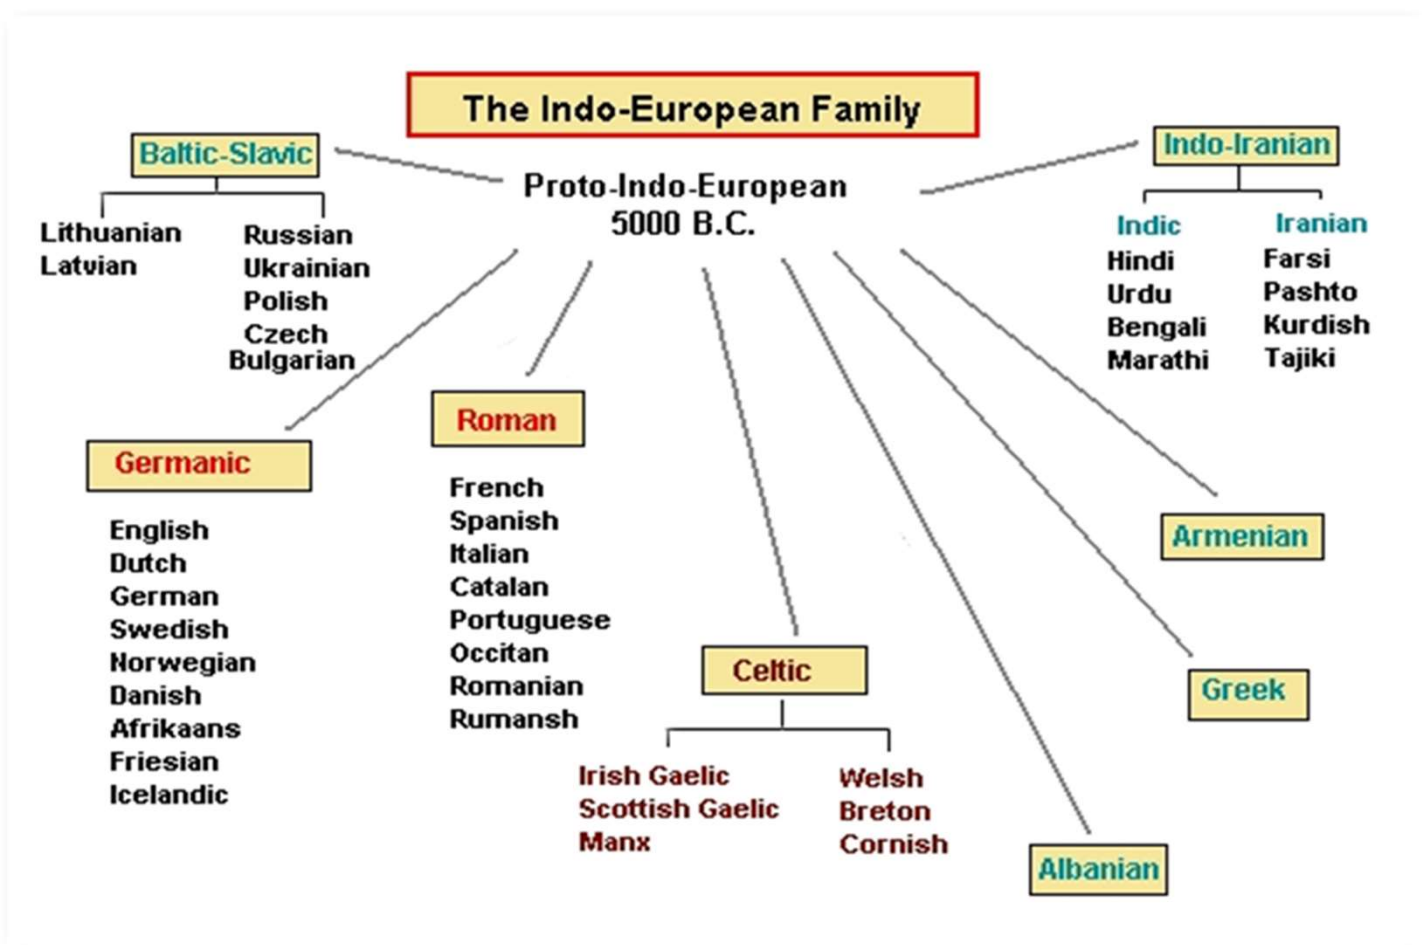 The Indo-European Family
Proto-Indo-European
5000 B.C.
Baltic-Slavic
Lithuanian
Latvian
Russian
Ukrainian
Polish
Czech
Bulgarian
Indo-Iranian
Indic
Hindi
Urdu
Bengali
Marathi
Iranian
Farsi
Pashto
Kurdish
Tajiki
Germanic
English
Dutch
German
Swedish
Norwegian
Danish
Afrikaans
Friesian
Icelandic
Roman
French
Spanish
Italian
Catalan
Portuguese
Occitan
Romanian
Rumansh
Celtic
Irish Gaelic
Scottish Gaelic
Manx
Welsh
Breton
Cornish
Armenian
Greek
Albanian